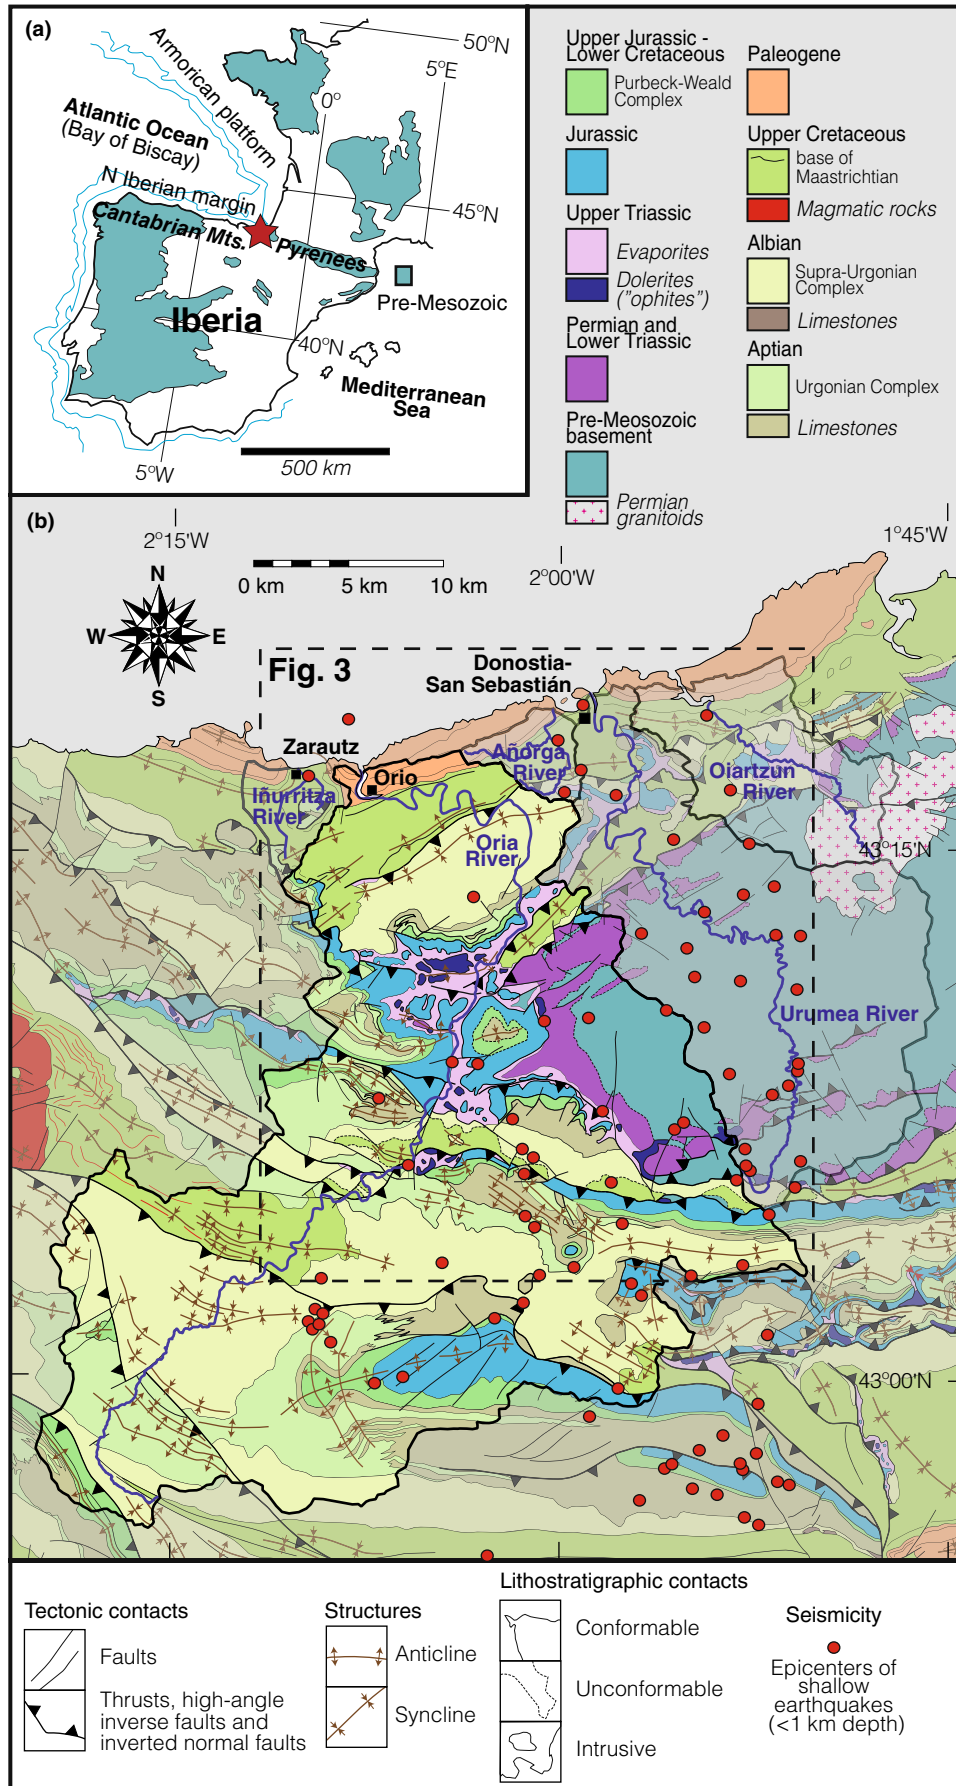 (a)
50°N
5°E
0°
Armorican platform
Atlantic Ocean
(Bay of Biscay)
N Iberian margin
45°N
Cantabrian Mts.
Pyrenees
Pre-Mesozoic
Iberia
40°N
Mediterranean
Sea
5°W
500 km
Upper Jurassic -
Lower Cretaceous
Purbeck-Weald
Complex
Jurassic
Upper Triassic
Evaporites
Dolerites
("ophites")
Permian and
Lower Triassic
Pre-Meosozoic
basement
Permian
granitoids
Paleogene
Upper Cretaceous
base of
Maastrichtian
Magmatic rocks
Albian
Supra-Urgonian
Complex
Limestones
Aptian
Urgonian Complex
Limestones
(b)
2°15'W
1°45'W
2°00'W
0 km 5 km 10 km
N
W E
S
Fig. 3
Donostia-
San Sebastián
Zarautz
Orio
Añorga
River
Oiartzun
River
Iñurritza
River
Oria
River
43°15'N
Urumea River
43°00'N
Tectonic contacts
Faults
Thrusts, high-angle
inverse faults and
inverted normal faults
Structures
Anticline
Syncline
Lithostratigraphic contacts
Conformable
Unconformable
Intrusive
Seismicity
Epicenters of
shallow
earthquakes
(<1 km depth)